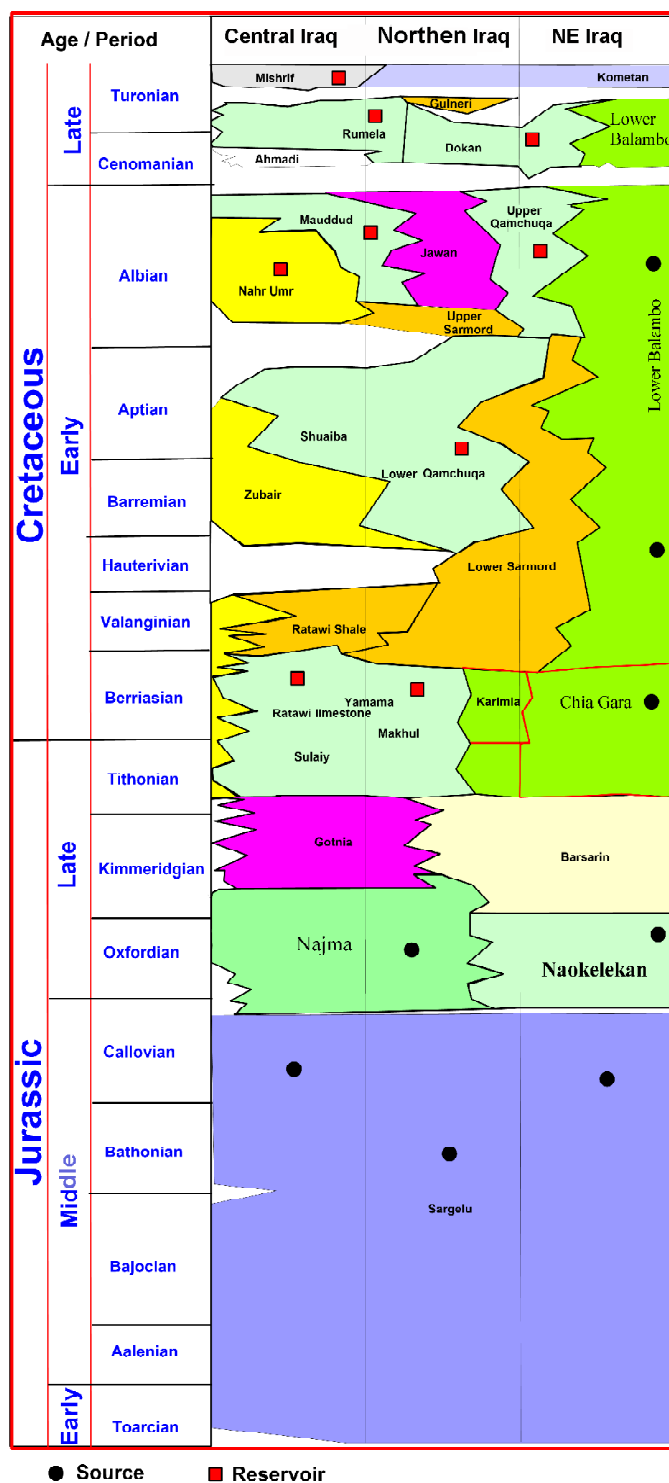 Age / Period
Central Iraq
Northen Iraq
NE Iraq
Cretaceous
Late
Early
Turonian
Cenomanian
Albian
Aptian
Barremian
Hauterivian
Valanginian
Berriasian
Jurassic
Late
Middle
Early
Tithonian
Kimmeridgian
Oxfordian
Callovian
Bathonian
Bajocian
Aalenian
Toarcian
Mishrif
Kometan
Gulneri
Rumela
Lower
Balambo
Dokan
Ahmadi
Mauddud
Upper
Qamchuqa
Jawan
Nahr Umr
Upper
Sarmord
Lower Balambo
Shuaiba
Lower Qamchuqa
Zubair
Lower Sarmord
Ratawi Shale
Yamama
Ratawi limestone
Makhul
Karimia
Chia Gara
Sulaiy
Gotnia
Barsarin
Najma
Naokelekan
Sargelu
Source
Reservoir